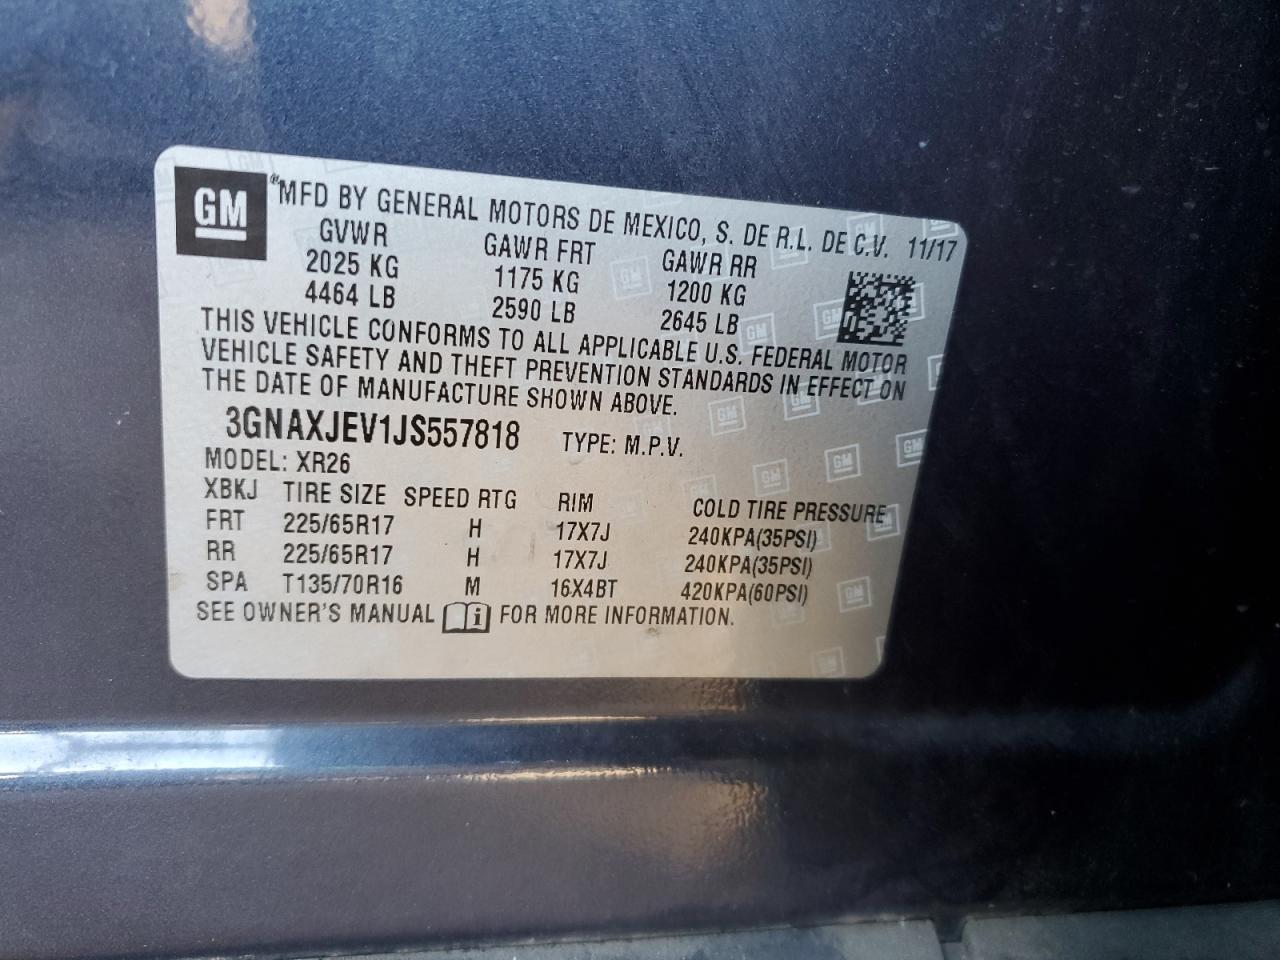 GM ® MFD BY GENERAL MOTORS DE MEXICO, S. DE R.L. DE C.V. 11/17
GVWR GAWR FRT GAWR RR
2025 KG 1175 KG 1200 KG
4464 LB 2590 LB 2645 LB
THIS VEHICLE CONFORMS TO ALL APPLICABLE U.S. FEDERAL MOTOR
VEHICLE SAFETY AND THEFT PREVENTION STANDARDS IN EFFECT ON
THE DATE OF MANUFACTURE SHOWN ABOVE.
3GNAXJEV1JS557818 TYPE: M.P.V.
MODEL: XR26
XBKJ TIRE SIZE SPEED RTG RIM COLD TIRE PRESSURE
FRT 225/65R17 H 17X7J 240KPA(35PSI)
RR 225/65R17 H 17X7J 240KPA(35PSI)
SPA T135/70R16 M 16X4BT 420KPA(60PSI)
SEE OWNER'S MANUAL i FOR MORE INFORMATION.